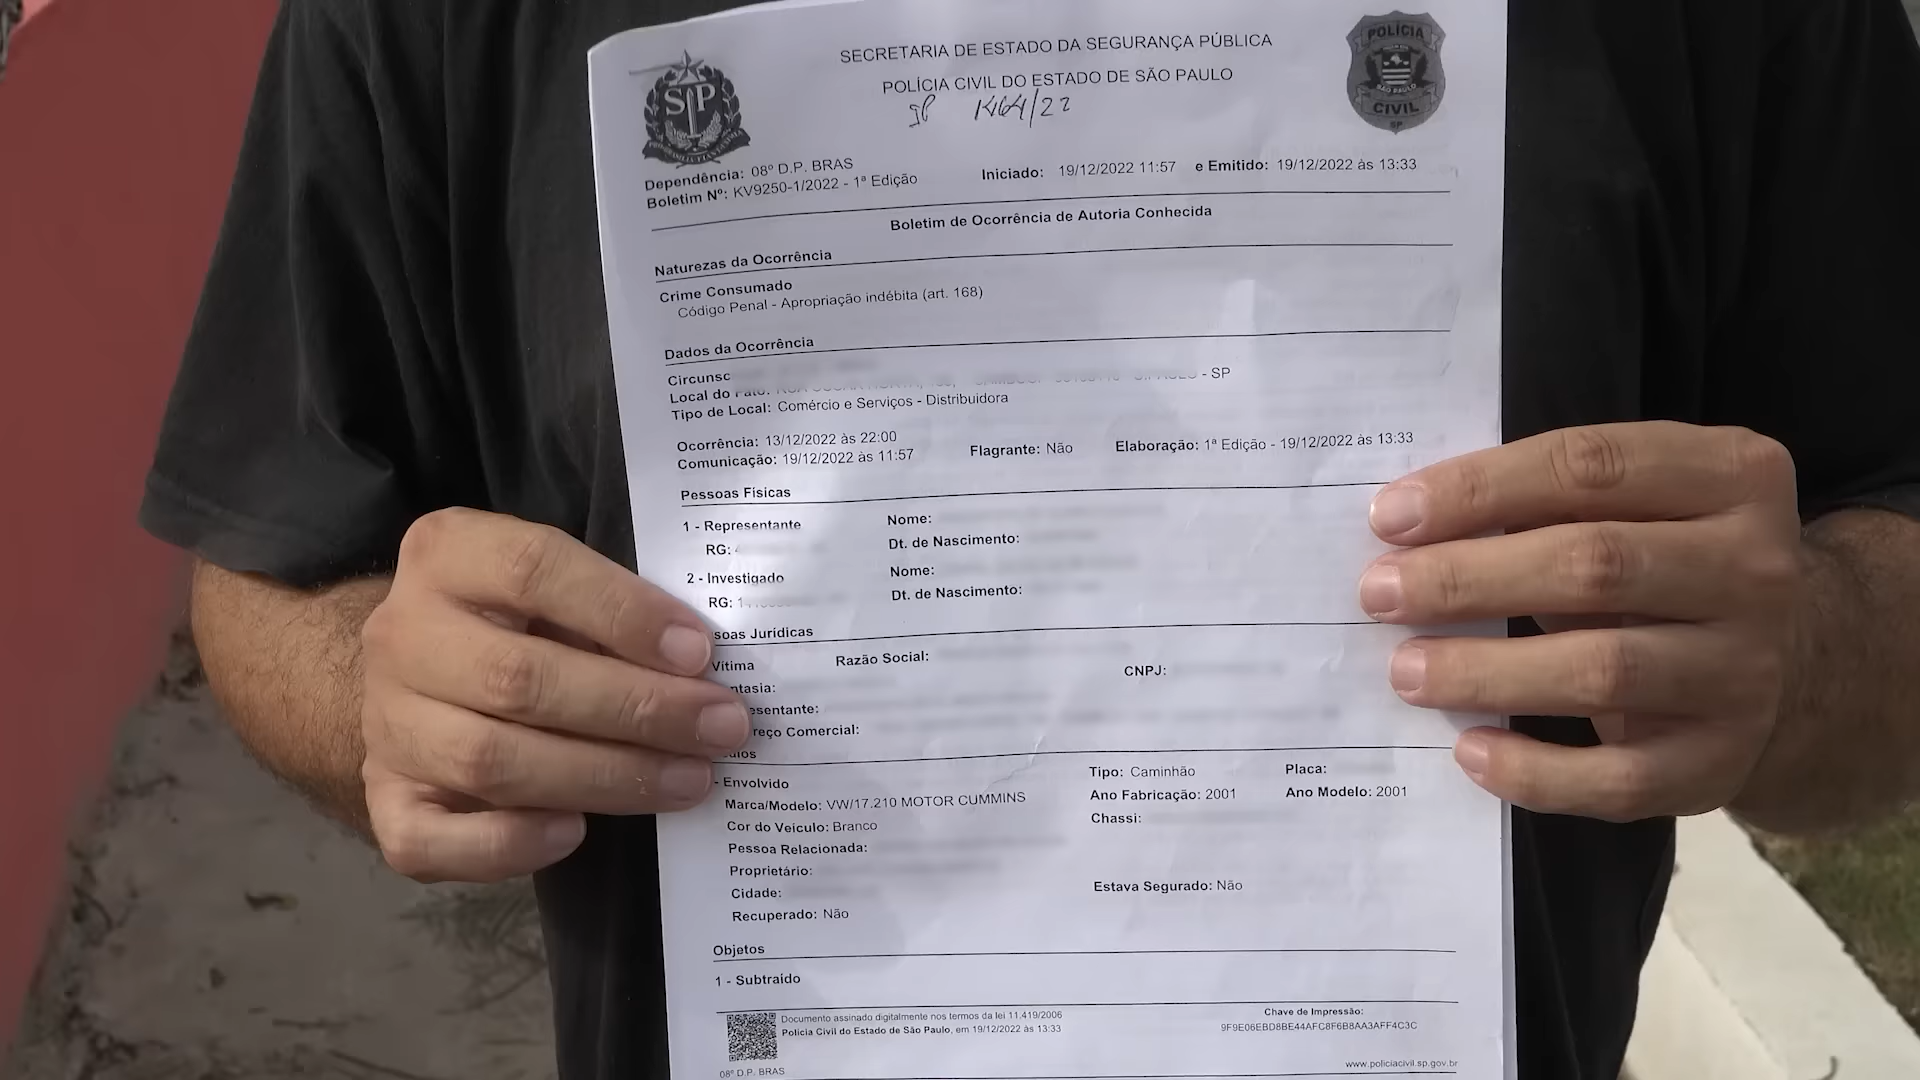 SECRETARIA DE ESTADO DA SEGURANÇA PÚBLICA
POLÍCIA CIVIL DO ESTADO DE SÃO PAULO
SP
POLÍCIA
SÃO PAULO
CIVIL
SP
1464/22
Dependência: 08º D.P. BRAS
Boletim Nº: KV9250-1/2022 - 1ª Edição
Iniciado: 19/12/2022 11:57 e Emitido: 19/12/2022 às 13:33
Boletim de Ocorrência de Autoria Conhecida
Naturezas da Ocorrência
Crime Consumado
Código Penal - Apropriação indébita (art. 168)
Dados da Ocorrência
Circunsc
Local do - SP
Tipo de Local: Comércio e Serviços - Distribuidora
Ocorrência: 13/12/2022 às 22:00
Comunicação: 19/12/2022 às 11:57
Flagrante: Não
Elaboração: 1ª Edição - 19/12/2022 às 13:33
Pessoas Físicas
1 - Representante Nome:
RG: Dt. de Nascimento:
2 - Investigado Nome:
RG: Dt. de Nascimento:
soas Jurídicas
Vítima Razão Social: CNPJ:
ntasia:
esentante:
reço Comercial:
- Envolvido Tipo: Caminhão Placa:
Marca/Modelo: VW/17.210 MOTOR CUMMINS Ano Fabricação: 2001 Ano Modelo: 2001
Cor do Veículo: Branco Chassi:
Pessoa Relacionada:
Proprietário:
Cidade: Estava Segurado: Não
Recuperado: Não
Objetos
1 - Subtraído
Documento assinado digitalmente nos termos da lei 11.419/2006
Polícia Civil do Estado de São Paulo, em 19/12/2022 às 13:33
Chave de Impressão:
9F9E06EBD8BE44AFC8F6B8AA3AFF4C3C
08º D.P. BRAS
www.policiacivil.sp.gov.br